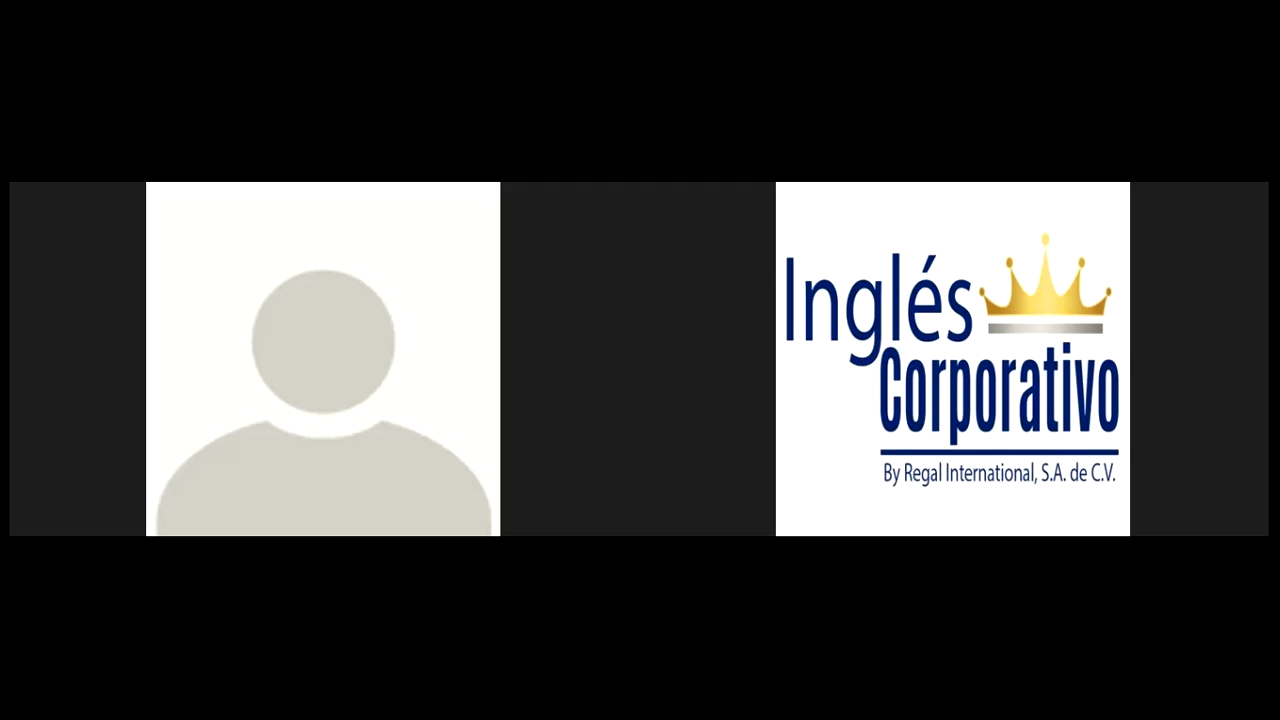 Inglés
Corporativo
By Regal International, S.A. de C.V.